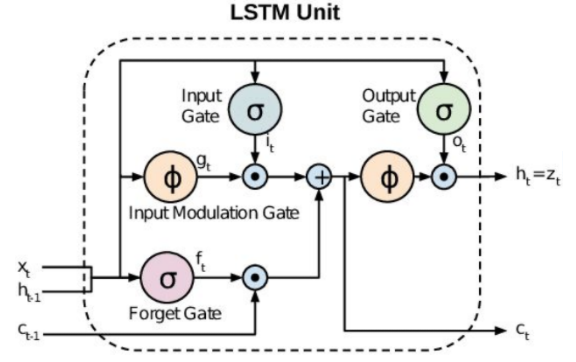 LSTM Unit
Input
Gate
σ
Output
Gate
σ
i_t
o_t
ϕ
g_t
+
ϕ
h_t=z_t
Input Modulation Gate
x_t
h_t-1
σ
f_t
Forget Gate
c_t-1
c_t